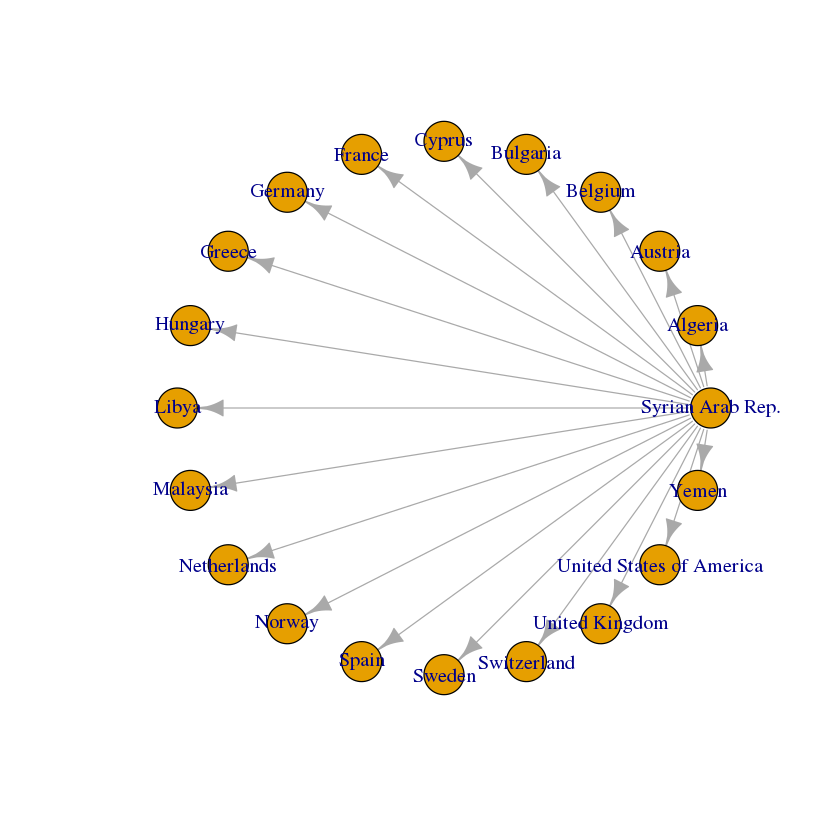 Cyprus
France
Bulgaria
Germany
Belgium
Greece
Austria
Hungary
Algeria
Libya
Syrian Arab Rep.
Malaysia
Yemen
Netherlands
United States of America
Norway
United Kingdom
Spain
Switzerland
Sweden